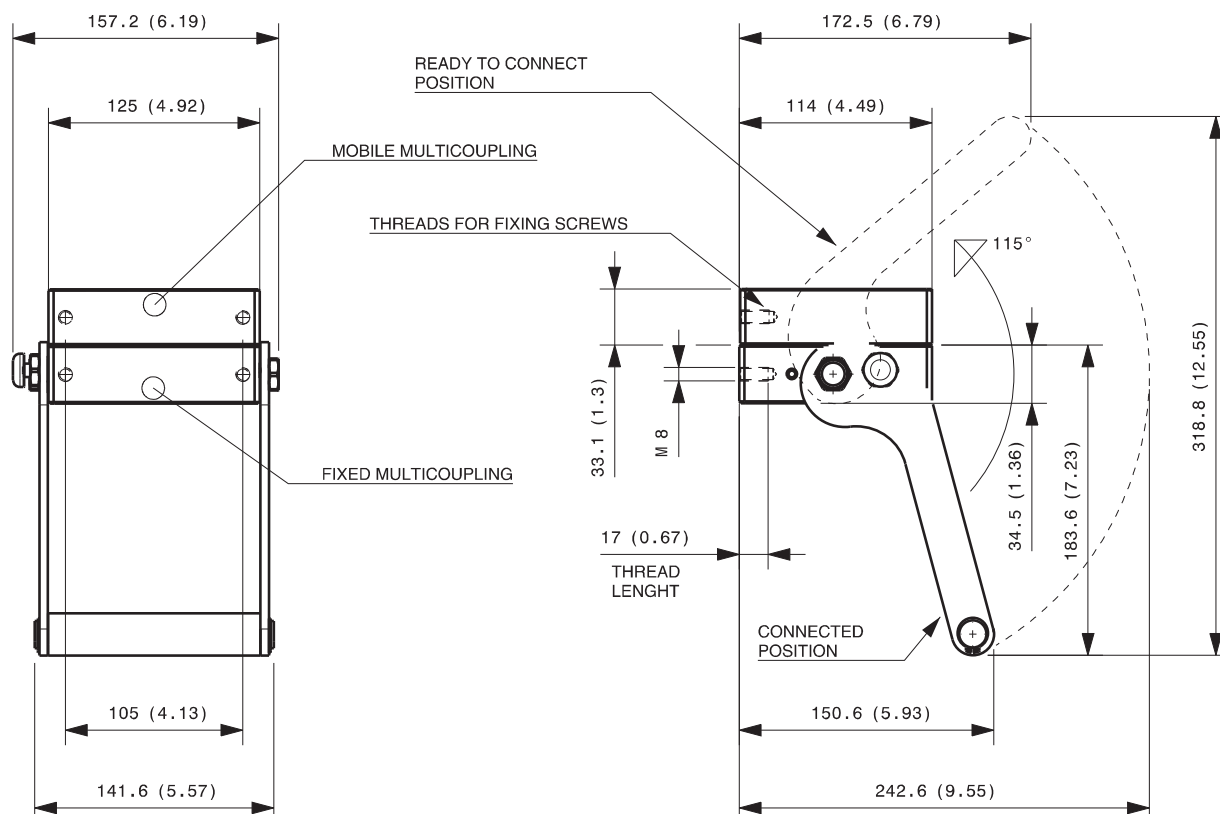 157.2 (6.19)
172.5 (6.79)
READY TO CONNECT
POSITION
125 (4.92)
114 (4.49)
MOBILE MULTICOUPLING
THREADS FOR FIXING SCREWS
115°
33.1 (1.3)
M 8
318.8 (12.55)
FIXED MULTICOUPLING
34.5 (1.36)
183.6 (7.23)
17 (0.67)
THREAD
LENGHT
CONNECTED
POSITION
105 (4.13)
150.6 (5.93)
141.6 (5.57)
242.6 (9.55)